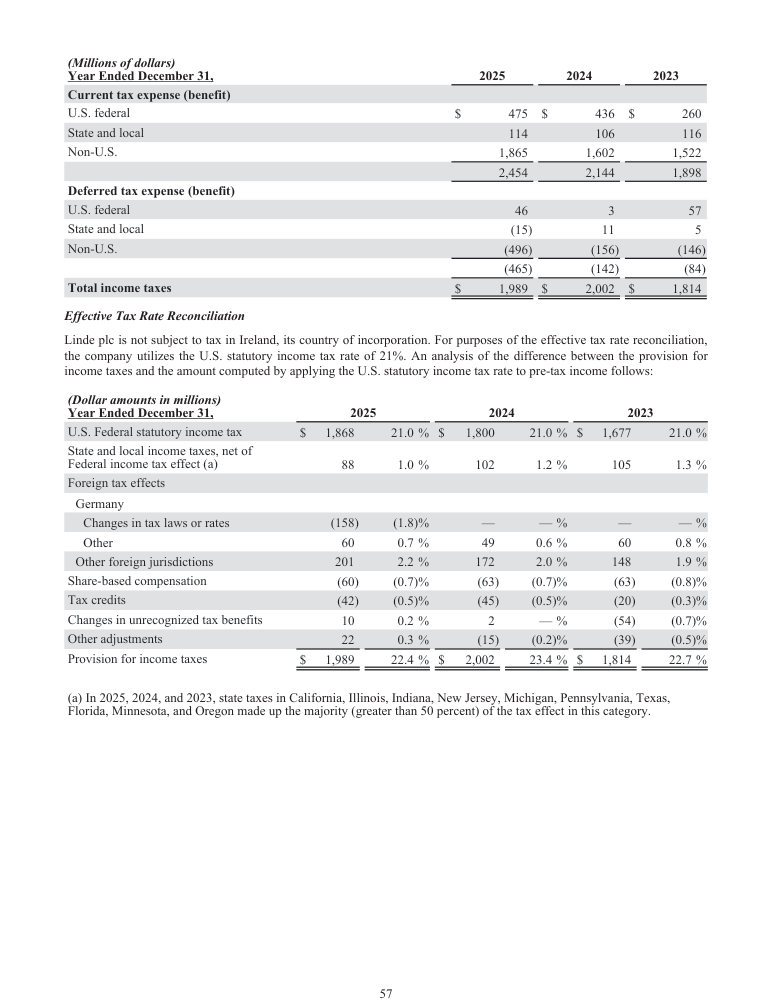 (Millions of dollars)
Year Ended December 31, 2025 2024 2023
Current tax expense (benefit)
U.S. federal $ 475 $ 436 $ 260
State and local 114 106 116
Non-U.S. 1,865 1,602 1,522
2,454 2,144 1,898
Deferred tax expense (benefit)
U.S. federal 46 3 57
State and local (15) 11 5
Non-U.S. (496) (156) (146)
(465) (142) (84)
Total income taxes $ 1,989 $ 2,002 $ 1,814
Effective Tax Rate Reconciliation
Linde plc is not subject to tax in Ireland, its country of incorporation. For purposes of the effective tax rate reconciliation,
the company utilizes the U.S. statutory income tax rate of 21%. An analysis of the difference between the provision for
income taxes and the amount computed by applying the U.S. statutory income tax rate to pre-tax income follows:
(Dollar amounts in millions)
Year Ended December 31, 2025 2024 2023
U.S. Federal statutory income tax $ 1,868 21.0 % $ 1,800 21.0 % $ 1,677 21.0 %
State and local income taxes, net of
Federal income tax effect (a) 88 1.0 % 102 1.2 % 105 1.3 %
Foreign tax effects
Germany
Changes in tax laws or rates (158) (1.8)% — — % — — %
Other 60 0.7 % 49 0.6 % 60 0.8 %
Other foreign jurisdictions 201 2.2 % 172 2.0 % 148 1.9 %
Share-based compensation (60) (0.7)% (63) (0.7)% (63) (0.8)%
Tax credits (42) (0.5)% (45) (0.5)% (20) (0.3)%
Changes in unrecognized tax benefits 10 0.2 % 2 — % (54) (0.7)%
Other adjustments 22 0.3 % (15) (0.2)% (39) (0.5)%
Provision for income taxes $ 1,989 22.4 % $ 2,002 23.4 % $ 1,814 22.7 %
(a) In 2025, 2024, and 2023, state taxes in California, Illinois, Indiana, New Jersey, Michigan, Pennsylvania, Texas,
Florida, Minnesota, and Oregon made up the majority (greater than 50 percent) of the tax effect in this category.
57